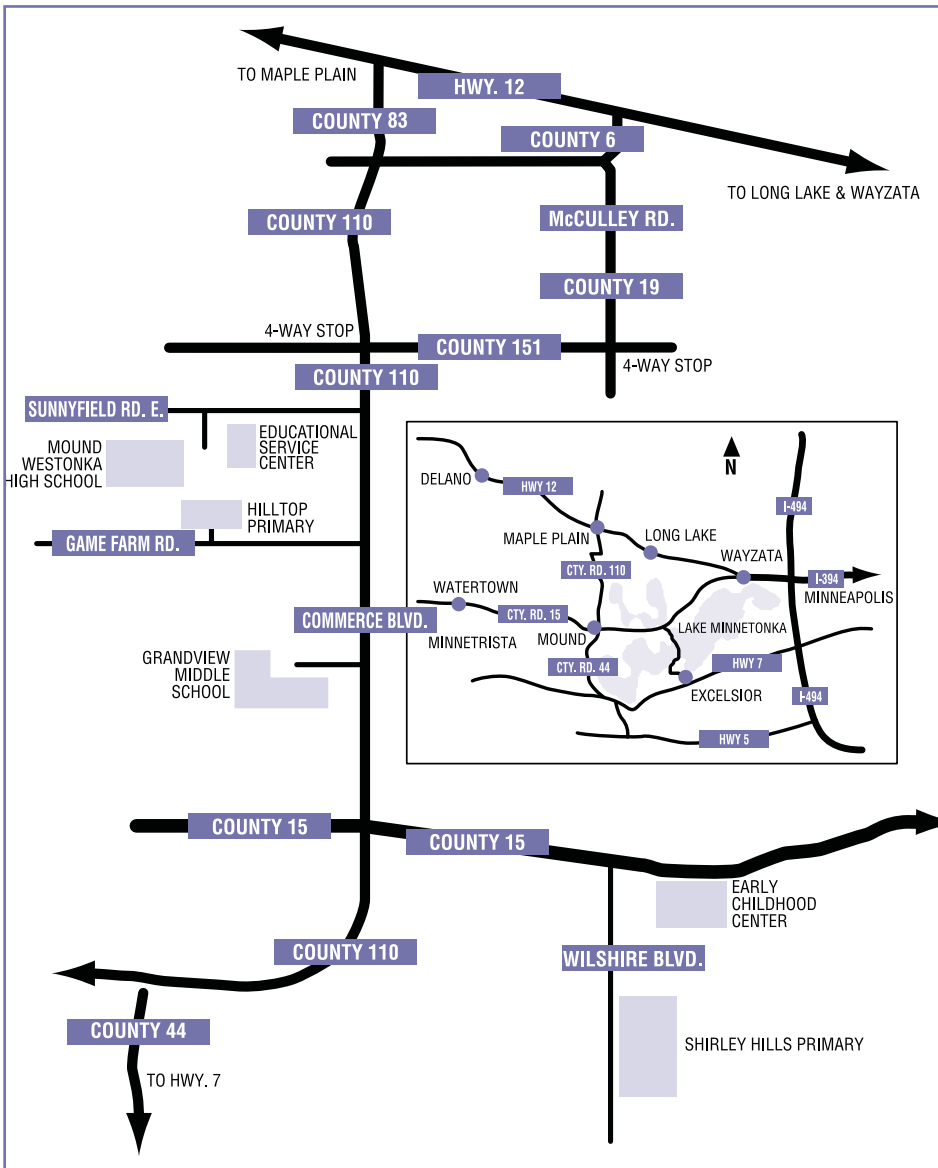 TO MAPLE PLAIN
HWY. 12
COUNTY 83
COUNTY 6
TO LONG LAKE & WAYZATA
COUNTY 110
McCULLEY RD.
COUNTY 19
4-WAY STOP
COUNTY 151
4-WAY STOP
COUNTY 110
SUNNYFIELD RD. E.
MOUND
WESTONKA
HIGH SCHOOL
EDUCATIONAL
SERVICE
CENTER
HILLTOP
PRIMARY
GAME FARM RD.
COMMERCE BLVD.
GRANDVIEW
MIDDLE
SCHOOL
N
DELANO
HWY 12
I-494
MAPLE PLAIN
LONG LAKE
WAYZATA
CTY. RD. 110
I-394
MINNEAPOLIS
WATERTOWN
CTY. RD. 15
MINNETRISTA
MOUND
LAKE MINNETONKA
CTY. RD. 44
HWY 7
EXCELSIOR
I-494
HWY 5
COUNTY 15
COUNTY 15
EARLY
CHILDHOOD
CENTER
COUNTY 110
WILSHIRE BLVD.
COUNTY 44
SHIRLEY HILLS PRIMARY
TO HWY. 7